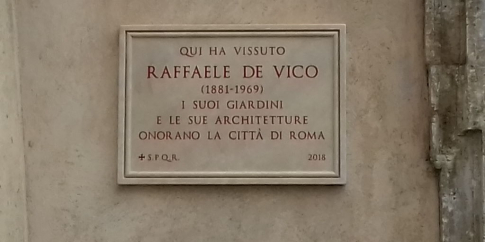 QUI HA VISSUTO
RAFFAELE DE VICO
(1881-1969)
I SUOI GIARDINI
E LE SUE ARCHITETTURE
ONORANO LA CITTÀ DI ROMA
✚ S.P.Q.R. 2018